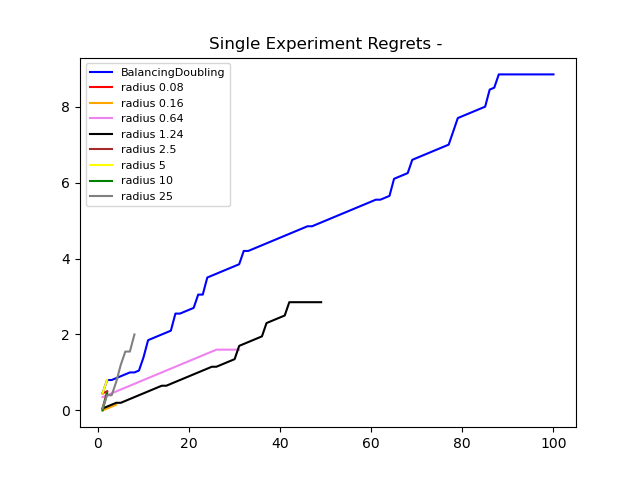 Single Experiment Regrets -
BalancingDoubling
radius 0.08
radius 0.16
radius 0.64
radius 1.24
radius 2.5
radius 5
radius 10
radius 25
8
6
4
2
0
0 20 40 60 80 100